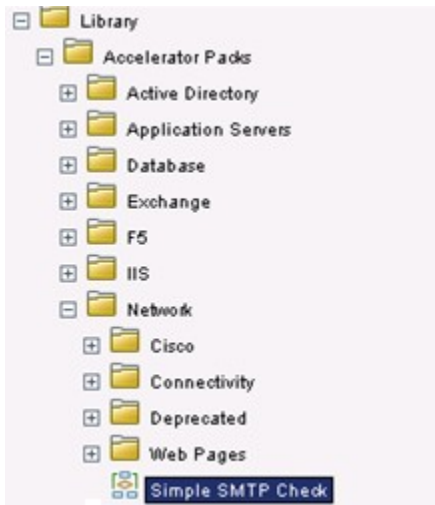 Library
Accelerator Packs
Active Directory
Application Servers
Database
Exchange
F5
IIS
Network
Cisco
Connectivity
Deprecated
Web Pages
Simple SMTP Check